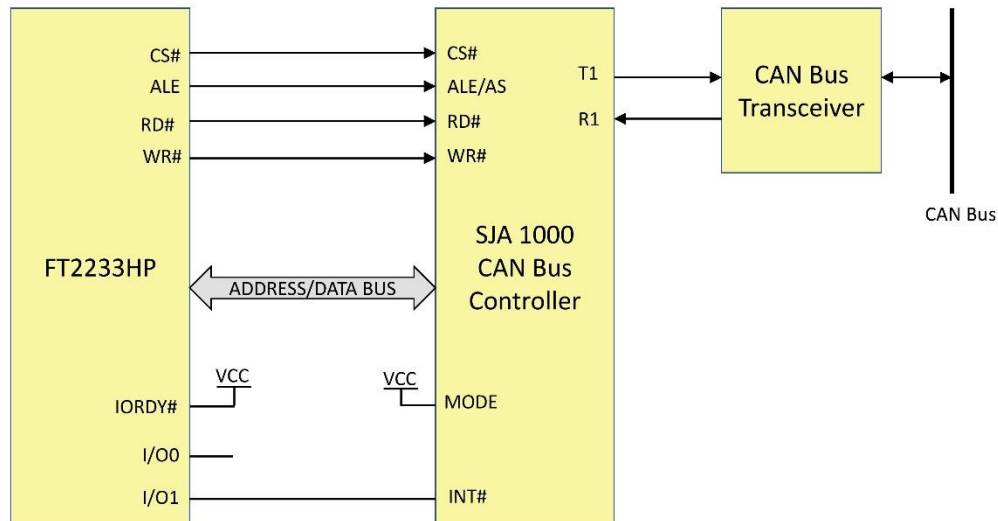 FT2233HP
CS#
ALE
RD#
WR#
ADDRESS/DATA BUS
VCC
IORDY#
I/O0
I/O1
CS#
ALE/AS
RD#
WR#
T1
R1
SJA 1000
CAN Bus
Controller
VCC
MODE
INT#
CAN Bus
Transceiver
CAN Bus